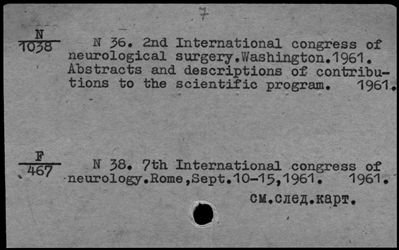 7
N
1038
N 36. 2nd International congress of
neurological surgery.Washington.1961.
Abstracts and descriptions of contribu-
tions to the scientific program. 1961.
F
467
N 38. 7th International congress of
neurology.Rome,Sept.10-15,1961. 1961.
см.след.карт.